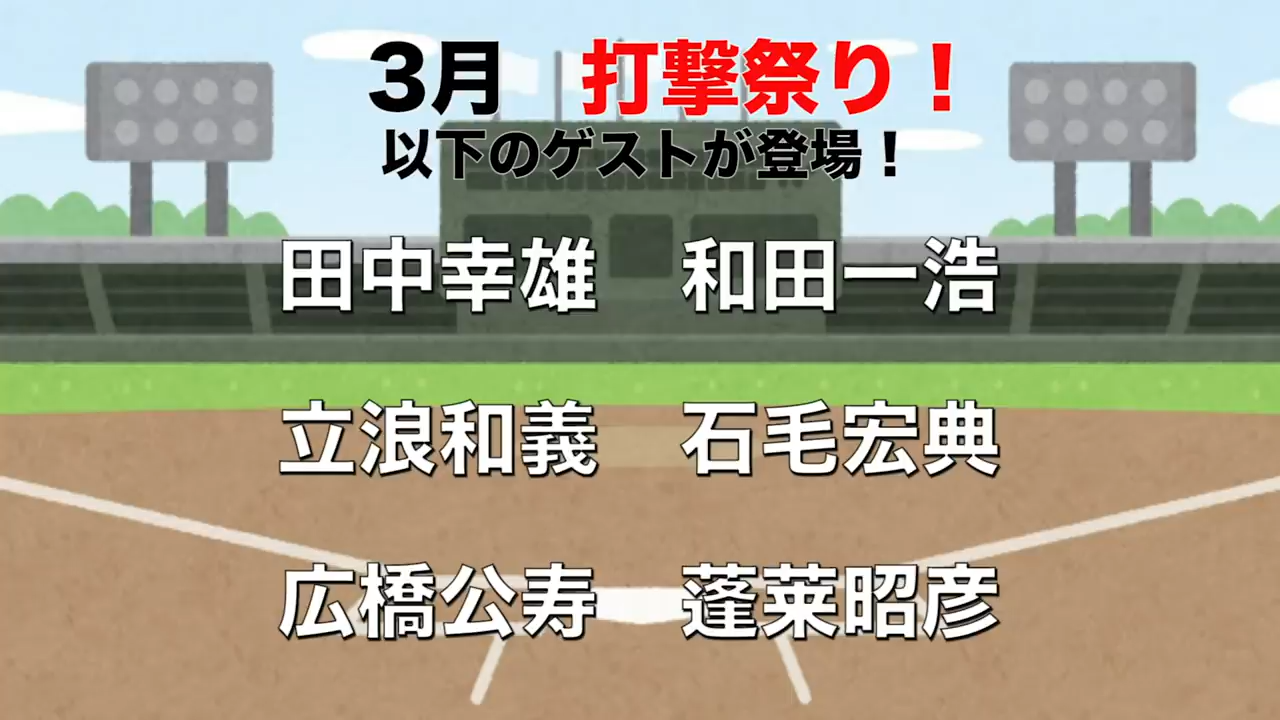 3月　打撃祭り！
以下のゲストが登場！
田中幸雄　和田一浩
立浪和義　石毛宏典
広橋公寿　蓬莱昭彦